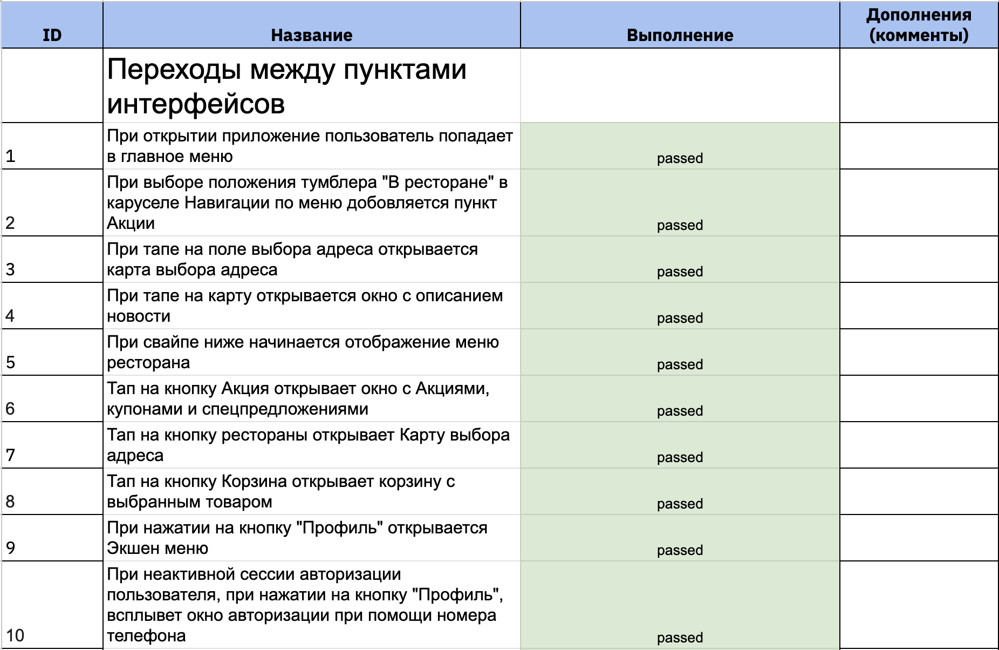 ID
Название
Выполнение
Дополнения
(комменты)
Переходы между пунктами
интерфейсов
1
При открытии приложение пользователь попадает
в главное меню
passed
2
При выборе положения тумблера "В ресторане" в
каруселе Навигации по меню добовляется пункт
Акции
passed
3
При тапе на поле выбора адреса открывается
карта выбора адреса
passed
4
При тапе на карту открывается окно с описанием
новости
passed
5
При свайпе ниже начинается отображение меню
ресторана
passed
6
Тап на кнопку Акция открывает окно с Акциями,
купонами и спецпредложениями
passed
7
Тап на кнопку рестораны открывает Карту выбора
адреса
passed
8
Тап на кнопку Корзина открывает корзину с
выбранным товаром
passed
9
При нажатии на кнопку "Профиль" открывается
Экшен меню
passed
10
При неактивной сессии авторизации
пользователя, при нажатии на кнопку "Профиль",
всплывет окно авторизации при помощи номера
телефона
passed